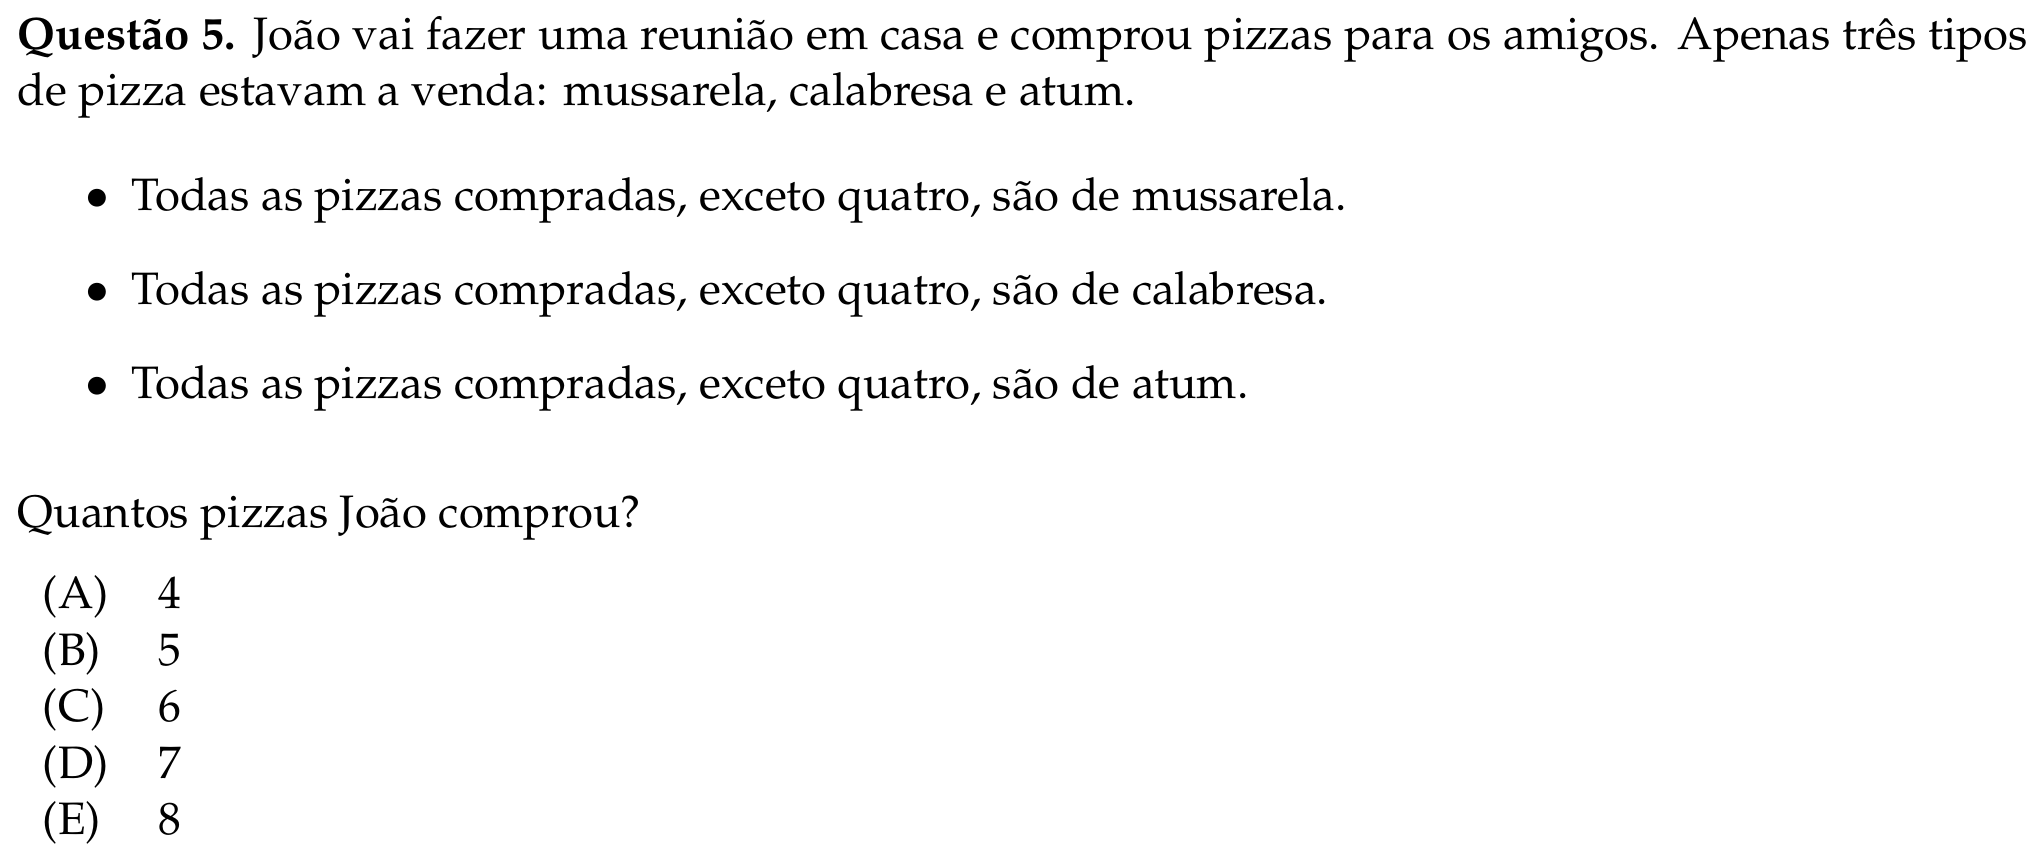 Questão 5. João vai fazer uma reunião em casa e comprou pizzas para os amigos. Apenas três tipos
de pizza estavam a venda: mussarela, calabresa e atum.
• Todas as pizzas compradas, exceto quatro, são de mussarela.
• Todas as pizzas compradas, exceto quatro, são de calabresa.
• Todas as pizzas compradas, exceto quatro, são de atum.
Quantos pizzas João comprou?
(A) 4
(B) 5
(C) 6
(D) 7
(E) 8